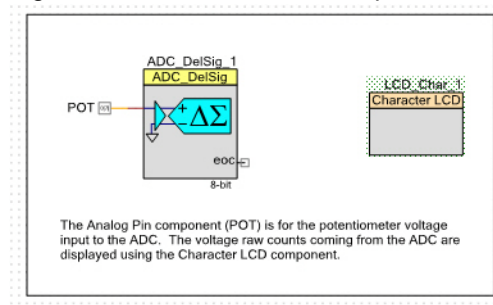 ADC_DelSig_1
ADC_DelSig
LCD_Char_1
Character LCD
POT
ΔΣ
eoc
8-bit
The Analog Pin component (POT) is for the potentiometer voltage
input to the ADC. The voltage raw counts coming from the ADC are
displayed using the Character LCD component.